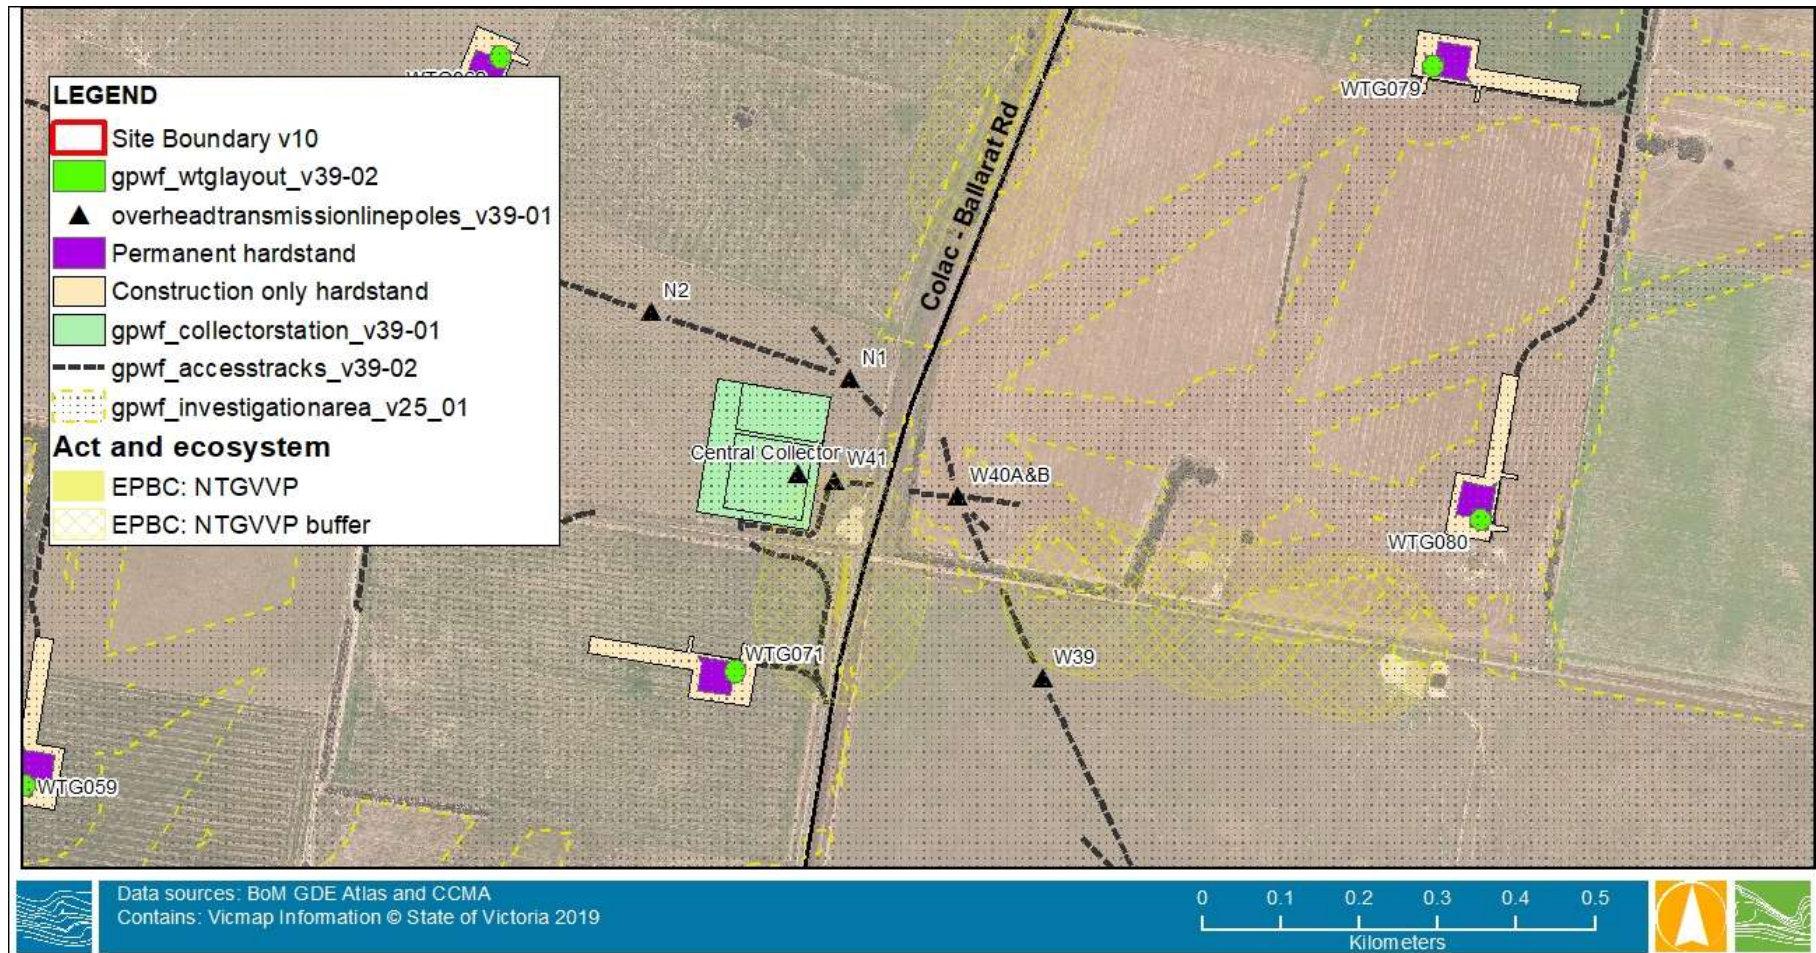 WTG079
LEGEND
Site Boundary v10
gpwf_wtglayout_v39-02
overheadtransmissionlinepoles_v39-01
Permanent hardstand
Construction only hardstand
gpwf_collectorstation_v39-01
gpwf_accesstracks_v39-02
gpwf_investigationarea_v25_01
Act and ecosystem
EPBC: NTGVVP
EPBC: NTGVVP buffer
Colac - Ballarat Rd
N2
N1
Central Collector
W41
W40A&B
WTG080
WTG071
W39
WTG059
Data sources: BoM GDE Atlas and CCMA
Contains: Vicmap Information © State of Victoria 2019
0 0.1 0.2 0.3 0.4 0.5
Kilometers